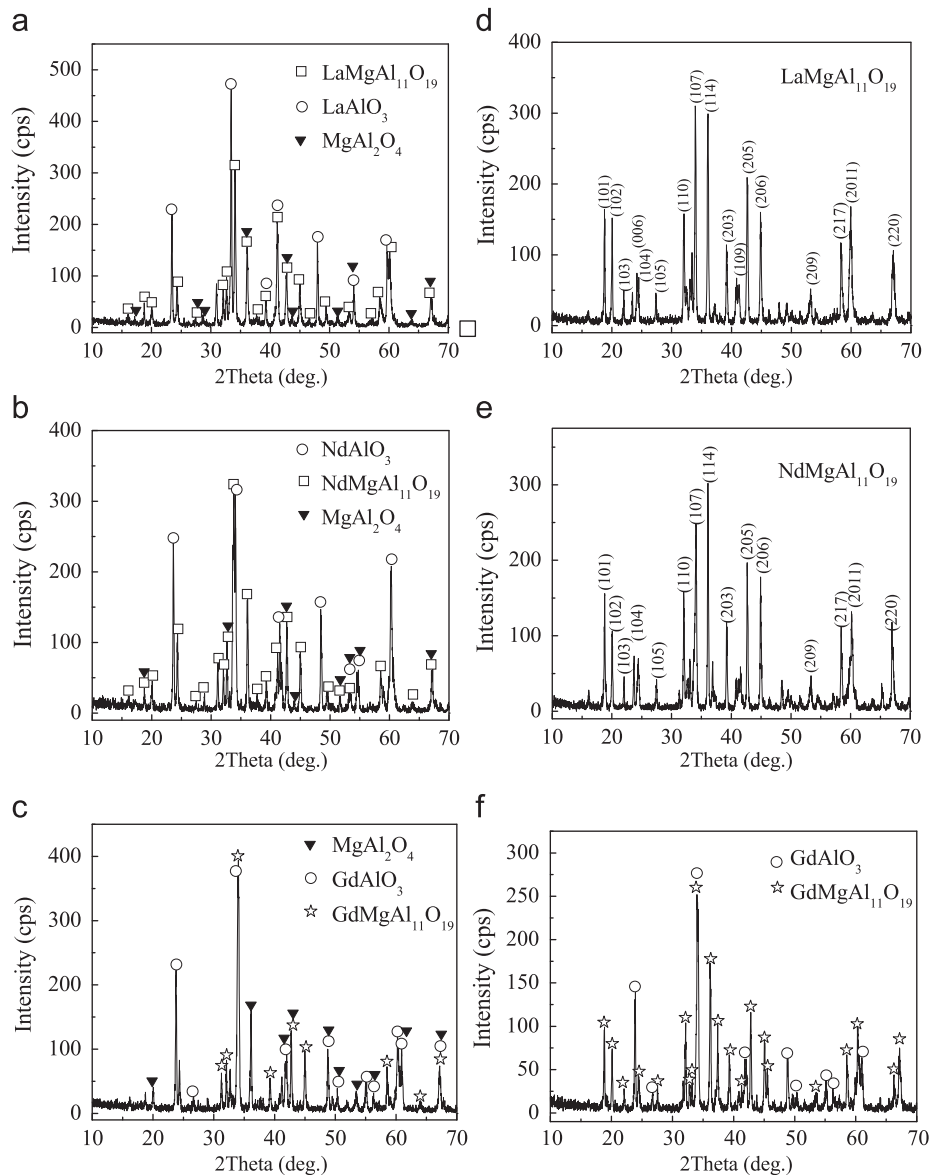 a
Intensity (cps)
500
400
300
200
100
0
LaMgAl₁₁O₁₉
LaAlO₃
MgAl₂O₄
10 20 30 40 50 60 70
2Theta (deg.)
d
Intensity (cps)
400
300
200
100
0
LaMgAl₁₁O₁₉
(101)
(102)
(103)
(006)
(104)
(105)
(110)
(107)
(114)
(203)
(109)
(205)
(206)
(209)
(217)
(2011)
(220)
10 20 30 40 50 60 70
2Theta (deg.)
b
Intensity (cps)
400
300
200
100
0
NdAlO₃
NdMgAl₁₁O₁₉
MgAl₂O₄
10 20 30 40 50 60 70
2Theta (deg.)
e
Intensity (cps)
300
200
100
0
NdMgAl₁₁O₁₉
(101)
(102)
(103)
(104)
(105)
(110)
(107)
(114)
(203)
(205)
(206)
(209)
(217)
(2011)
(220)
10 20 30 40 50 60 70
2Theta (deg.)
c
Intensity (cps)
400
300
200
100
0
MgAl₂O₄
GdAlO₃
GdMgAl₁₁O₁₉
10 20 30 40 50 60 70
2Theta (deg.)
f
Intensity (cps)
300
250
200
150
100
50
0
GdAlO₃
GdMgAl₁₁O₁₉
10 20 30 40 50 60 70
2Theta (deg.)